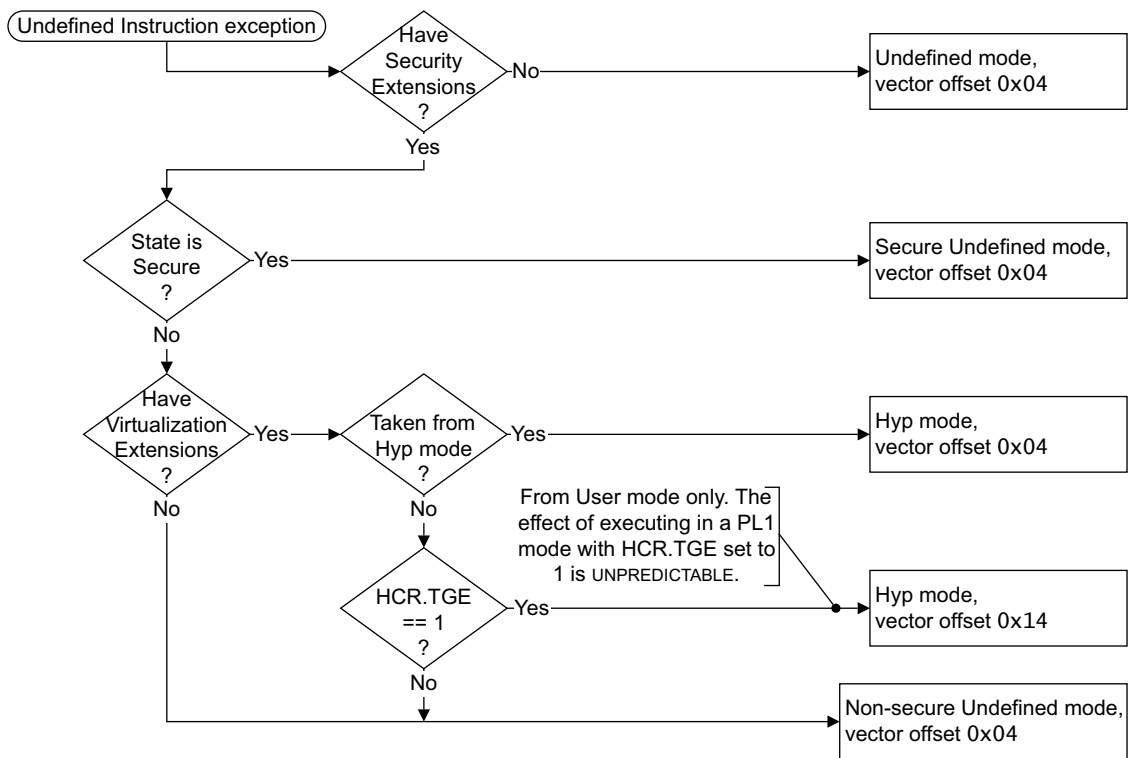 Undefined Instruction exception
Have
Security
Extensions
?
No
Undefined mode,
vector offset 0x04
Yes
State is
Secure
?
Yes
Secure Undefined mode,
vector offset 0x04
No
Have
Virtualization
Extensions
?
Yes
Taken from
Hyp mode
?
Yes
Hyp mode,
vector offset 0x04
No
No
From User mode only. The
effect of executing in a PL1
mode with HCR.TGE set to
1 is UNPREDICTABLE.
HCR.TGE
== 1
?
Yes
Hyp mode,
vector offset 0x14
No
Non-secure Undefined mode,
vector offset 0x04